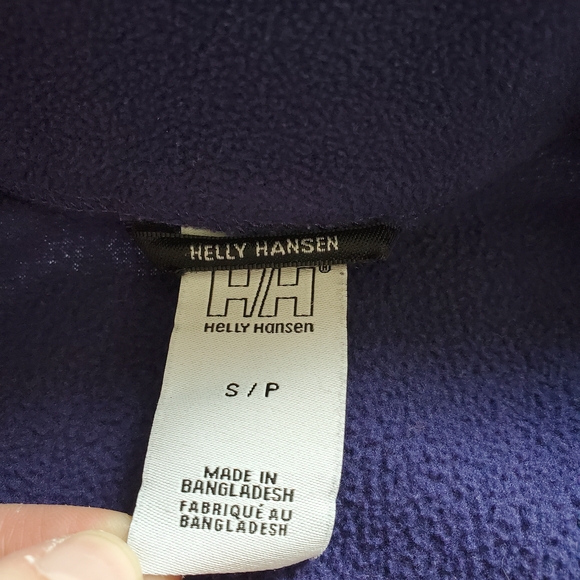 HELLY HANSEN
HH®
HELLY Hansen
S / P
MADE IN
BANGLADESH
FABRIQUÉ AU
BANGLADESH